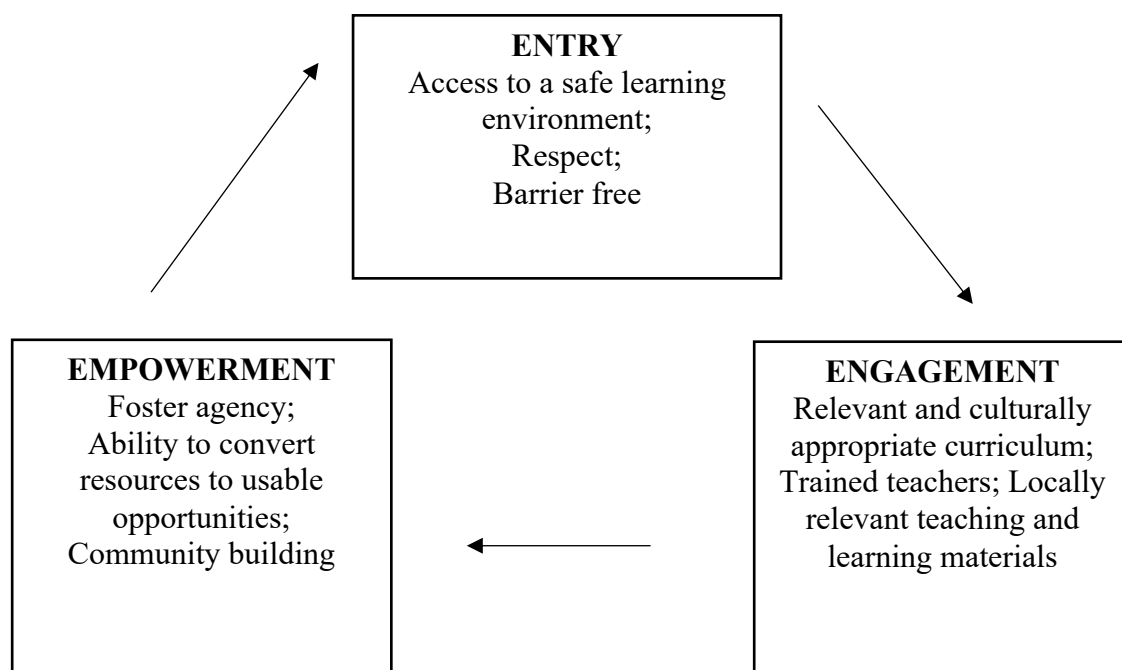 ENTRY
Access to a safe learning
environment;
Respect;
Barrier free
EMPOWERMENT
Foster agency;
Ability to convert
resources to usable
opportunities;
Community building
ENGAGEMENT
Relevant and culturally
appropriate curriculum;
Trained teachers; Locally
relevant teaching and
learning materials